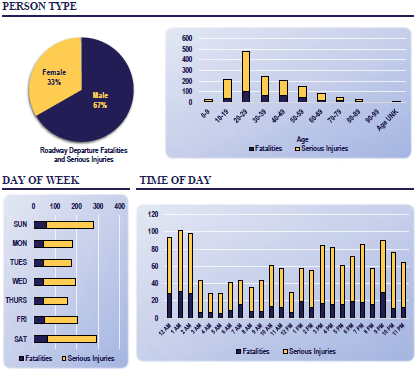 PERSON TYPE
Female
33%
Male
67%
Roadway Departure Fatalities
and Serious Injuries
600
500
400
300
200
100
0
0-9
10-19
20-29
30-39
40-49
50-59
60-69
70-79
80-89
90-99
Age UNK
Age
Fatalities
Serious Injuries
DAY OF WEEK
0 100 200 300 400
SUN
MON
TUES
WED
THURS
FRI
SAT
Fatalities
Serious Injuries
TIME OF DAY
120
100
80
60
40
20
0
12 AM
1 AM
2 AM
3 AM
4 AM
5 AM
6 AM
7 AM
8 AM
9 AM
10 AM
11 AM
12 PM
1 PM
2 PM
3 PM
4 PM
5 PM
6 PM
7 PM
8 PM
9 PM
10 PM
11 PM
Fatalities
Serious Injuries